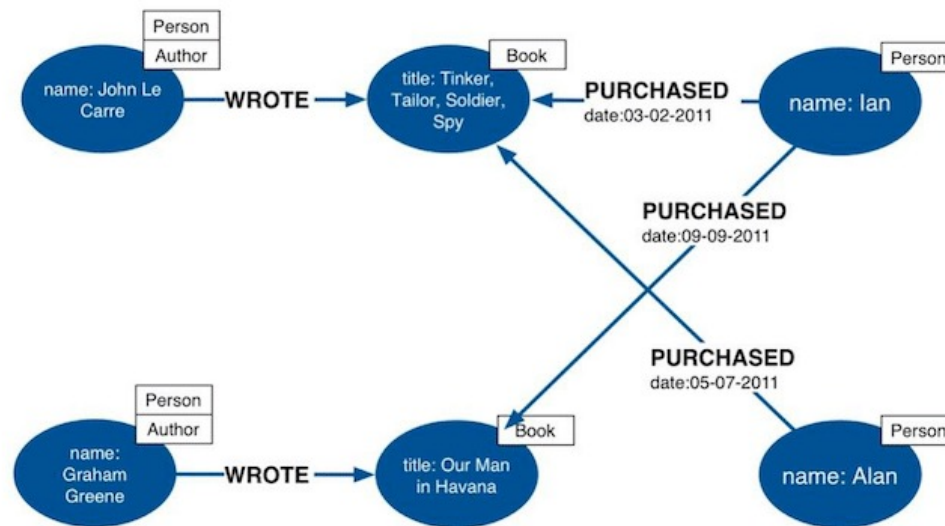 Person
Author
name: John Le
Carre
WROTE
Book
title: Tinker,
Tailor, Soldier,
Spy
PURCHASED
date:03-02-2011
Person
name: Ian
PURCHASED
date:09-09-2011
PURCHASED
date:05-07-2011
Person
Author
name:
Graham
Greene
WROTE
Book
title: Our Man
in Havana
Person
name: Alan